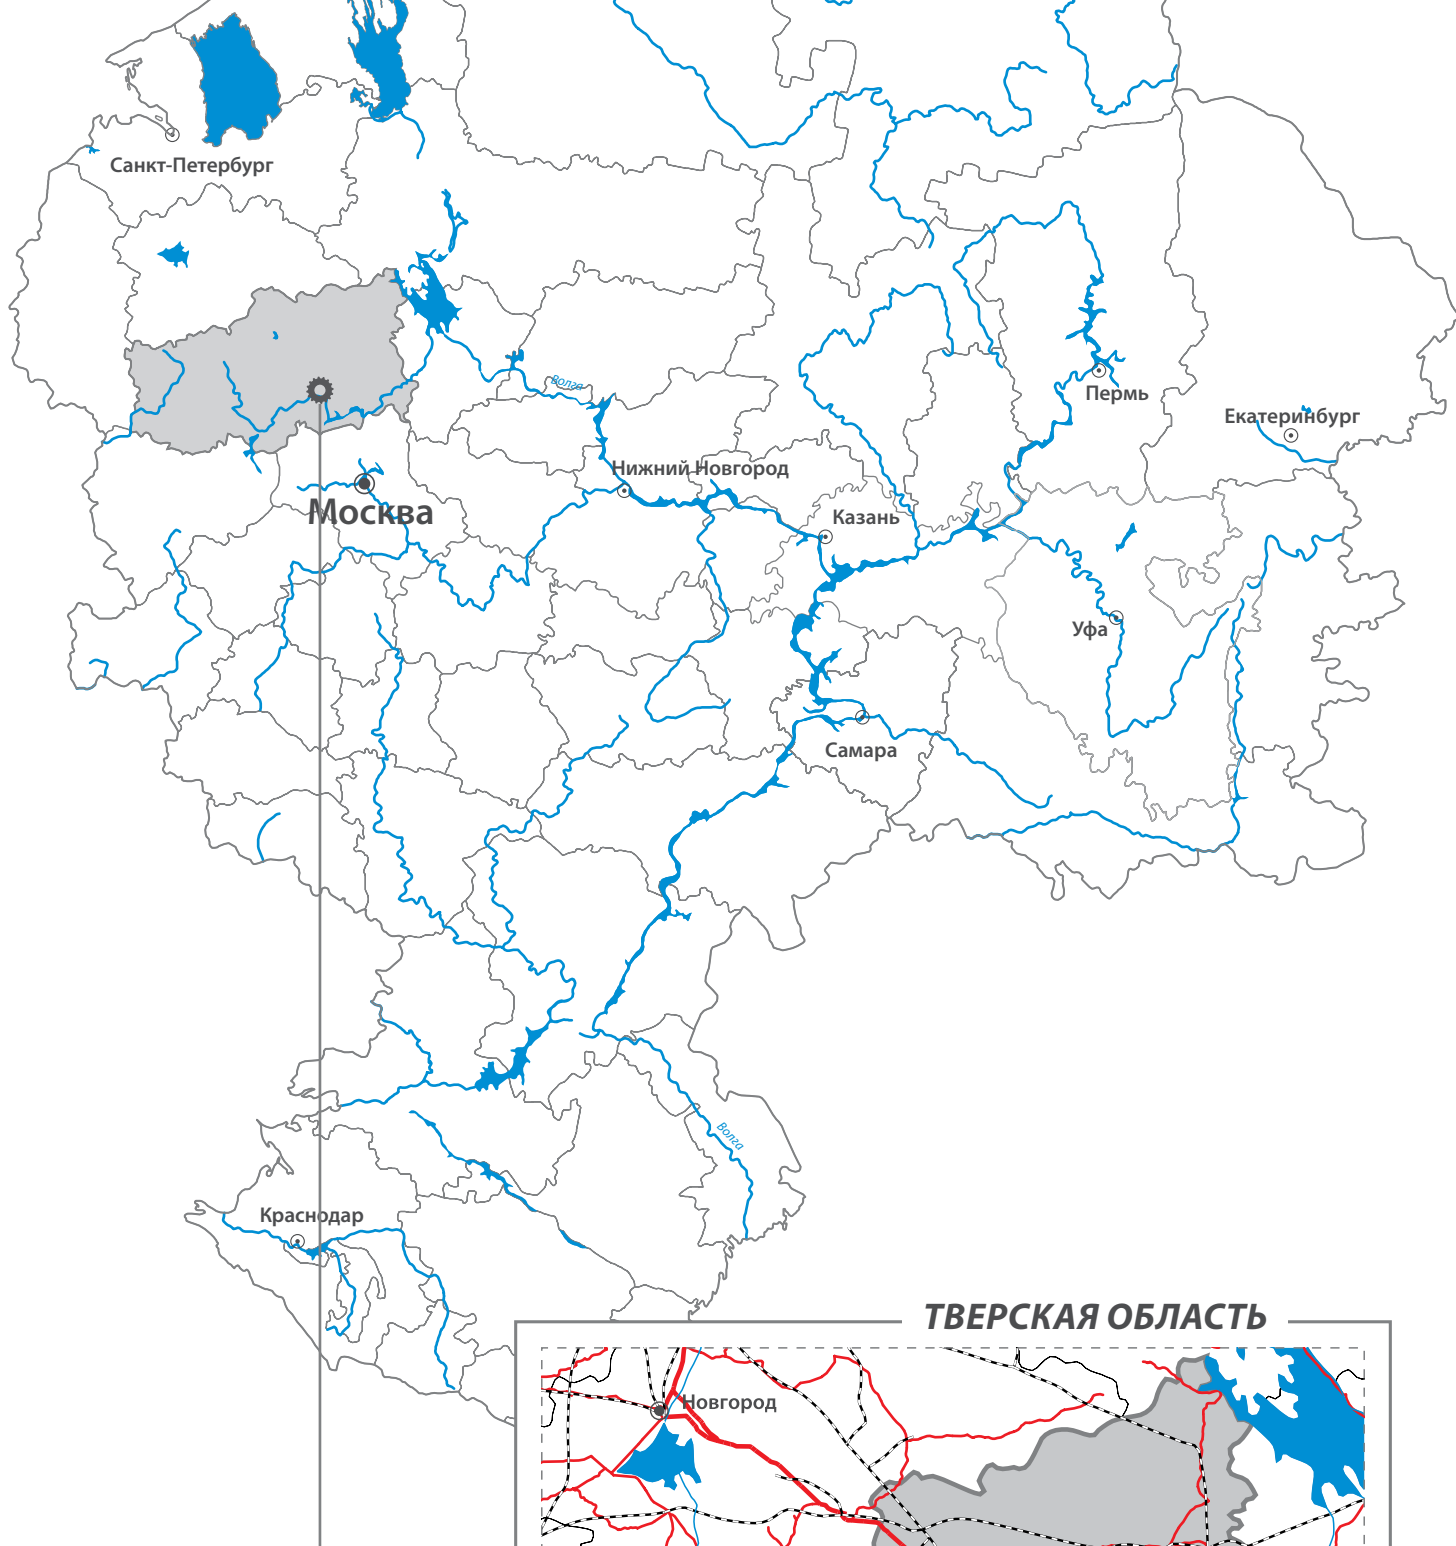 Санкт-Петербург
Волга
Пермь
Екатеринбург
Нижний Новгород
Москва
Казань
Уфа
Самара
Волга
Краснодар
ТВЕРСКАЯ ОБЛАСТЬ
Новгород